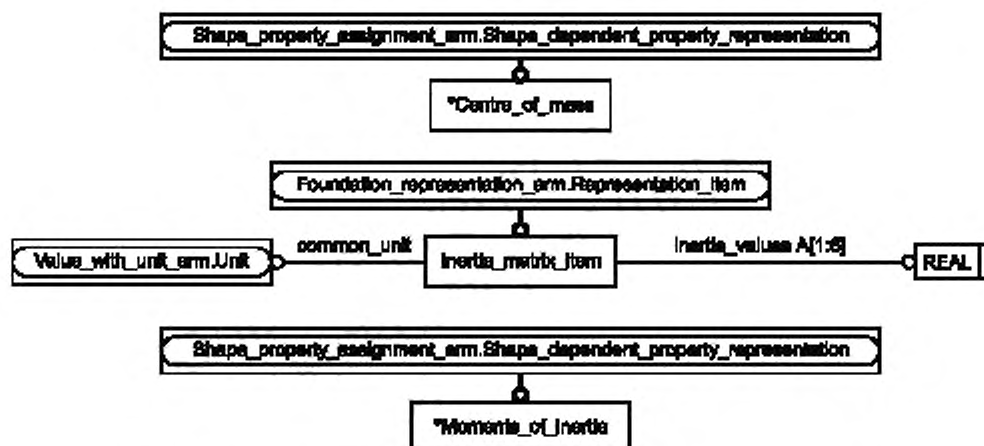 Shape_property_assignment_arm.Shape_dependent_property_representation
*Centre_of_mass
Foundation_representation_arm.Representation_item
Value_with_unit_arm.Unit
common_unit
Inertia_matrix_item
inertia_values A[1:6]
REAL
Shape_property_assignment_arm.Shape_dependent_property_representation
*Moments_of_inertia